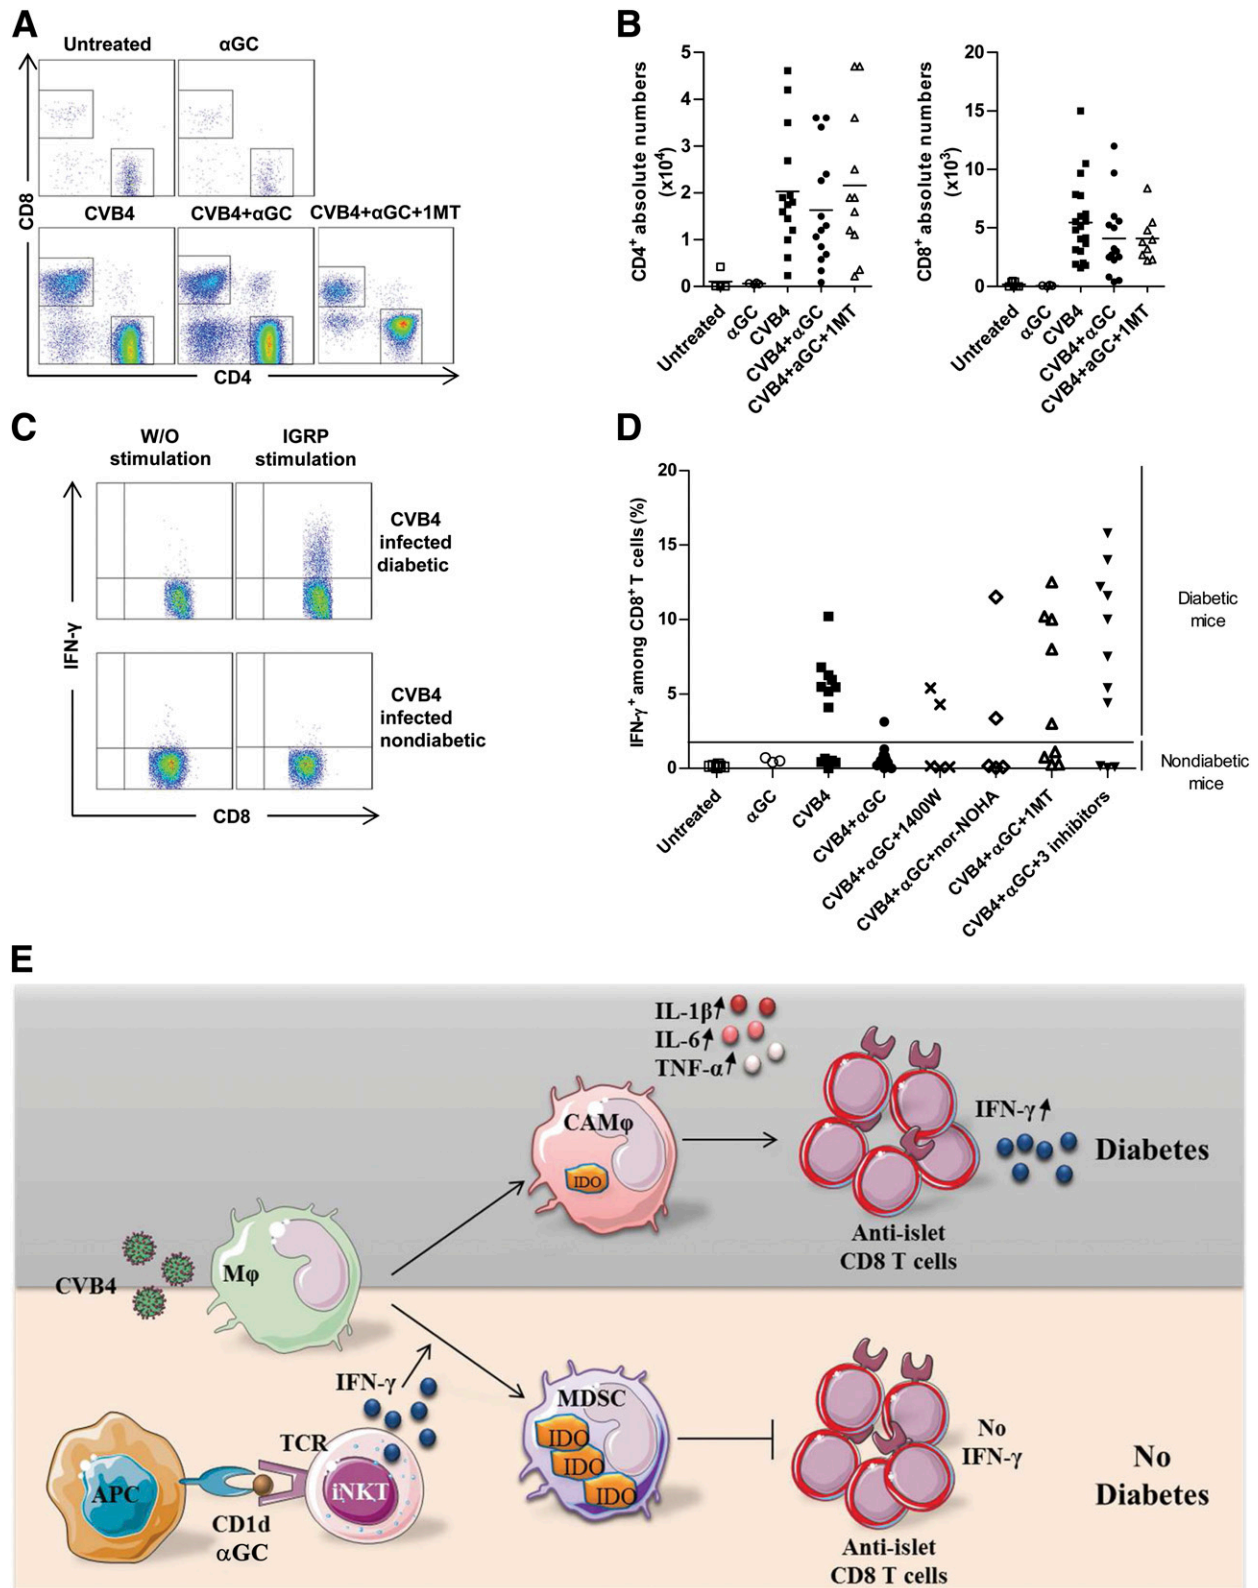 A
Untreated
αGC
CVB4
CVB4+αGC
CVB4+αGC+1MT
CD8
CD4
B
CD4⁺ absolute numbers
(x10⁴)
5
4
3
2
1
0
Untreated
αGC
CVB4
CVB4+αGC
CVB4+aGC+1MT
CD8⁺ absolute numbers
(x10³)
20
15
10
5
0
Untreated
αGC
CVB4
CVB4+αGC
CVB4+aGC+1MT
C
W/O
stimulation
IGRP
stimulation
CVB4
infected
diabetic
CVB4
infected
nondiabetic
IFN-γ
CD8
D
IFN-γ⁺ among CD8⁺ T cells (%)
20
15
10
5
0
Untreated
αGC
CVB4
CVB4+αGC
CVB4+αGC+1400W
CVB4+αGC+nor-NOHA
CVB4+αGC+1MT
CVB4+αGC+3 inhibitors
Diabetic
mice
Nondiabetic
mice
E
IL-1β
IL-6
TNF-α
CAMφ
IDO
IFN-γ
Diabetes
Anti-islet
CD8 T cells
CVB4
Mφ
IFN-γ
TCR
APC
iNKT
CD1d
αGC
MDSC
IDO
IDO
IDO
No
IFN-γ
No
Diabetes
Anti-islet
CD8 T cells